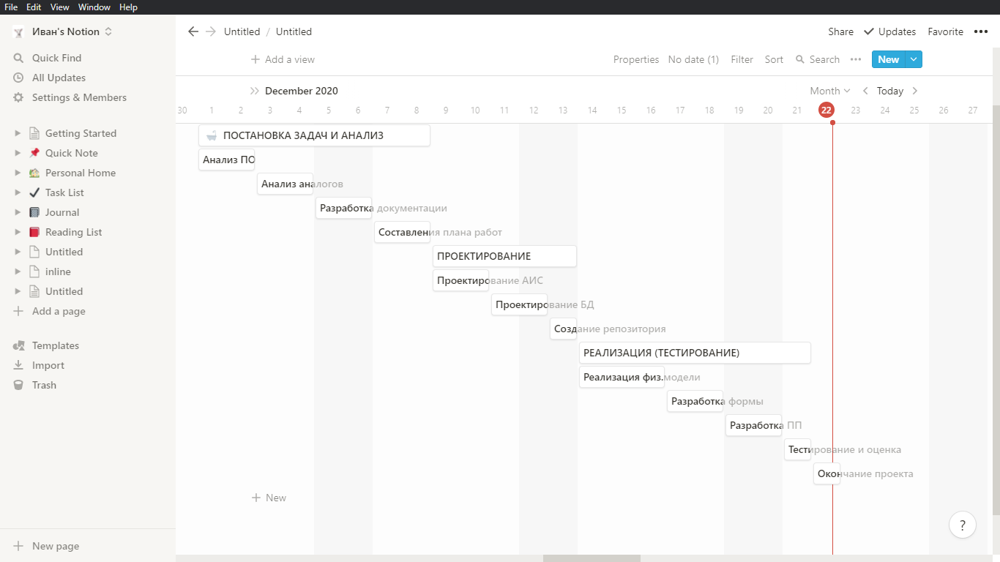 File Edit View Window Help
Иван's Notion
Quick Find
All Updates
Settings & Members
Getting Started
Quick Note
Personal Home
Task List
Journal
Reading List
Untitled
inline
Untitled
Add a page
Templates
Import
Trash
New page
Untitled / Untitled
Share Updates Favorite
Add a view
Properties No date (1) Filter Sort Search New
December 2020
Month Today
30 1 2 3 4 5 6 7 8 9 10 11 12 13 14 15 16 17 18 19 20 21 22 23 24 25 26 27
ПОСТАНОВКА ЗАДАЧ И АНАЛИЗ
Анализ ПО
Анализ аналогов
Разработка документации
Составления плана работ
ПРОЕКТИРОВАНИЕ
Проектирование АИС
Проектирование БД
Создание репозитория
РЕАЛИЗАЦИЯ (ТЕСТИРОВАНИЕ)
Реализация физ.модели
Разработка формы
Разработка ПП
Тестирование и оценка
Окончание проекта
New
?